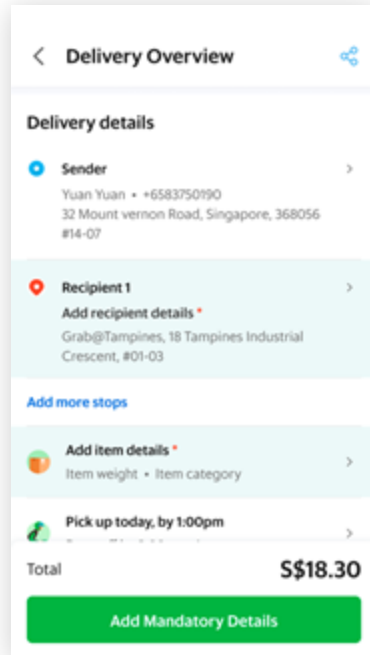 Delivery Overview
Delivery details
Sender
Yuan Yuan • +6583750190
32 Mount vernon Road, Singapore, 368056
#14-07
Recipient 1
Add recipient details *
Grab@Tampines, 18 Tampines Industrial
Crescent, #01-03
Add more stops
Add item details *
Item weight • Item category
Pick up today, by 1:00pm
Total
S$18.30
Add Mandatory Details